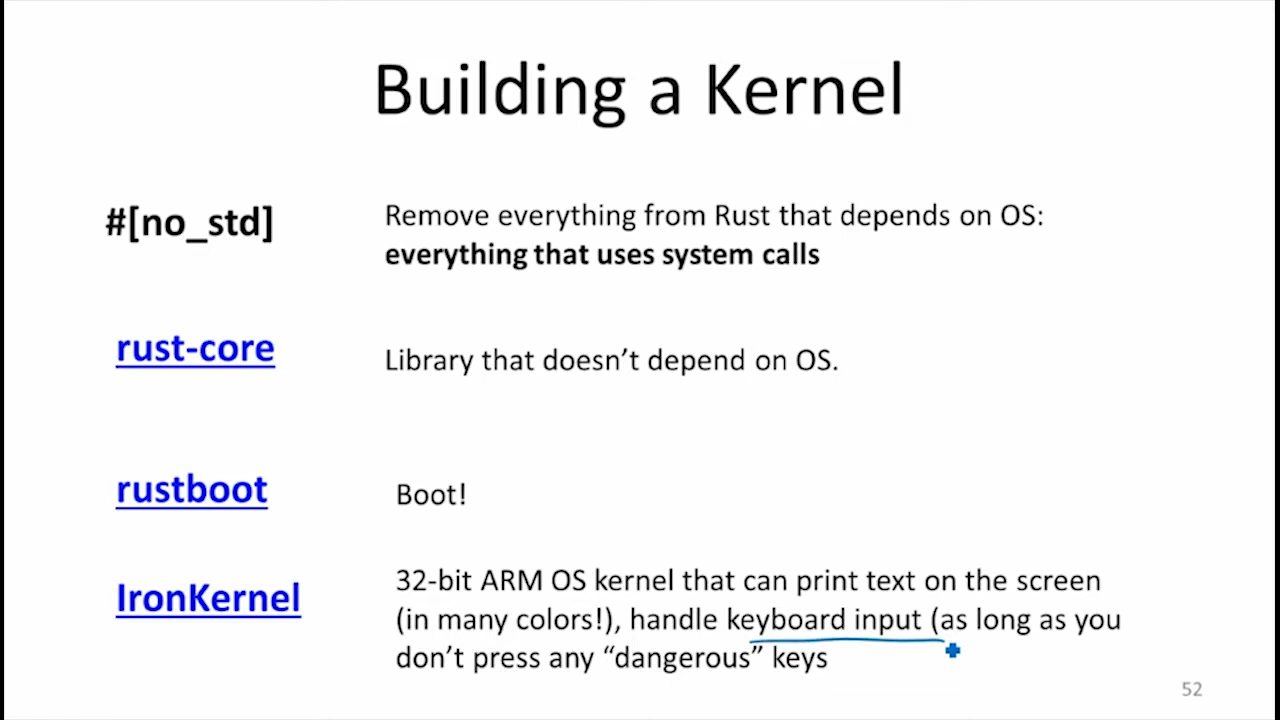 Building a Kernel
#[no_std]
Remove everything from Rust that depends on OS:
everything that uses system calls
rust-core
Library that doesn’t depend on OS.
rustboot
Boot!
IronKernel
32-bit ARM OS kernel that can print text on the screen
(in many colors!), handle keyboard input (as long as you
don’t press any “dangerous” keys
52